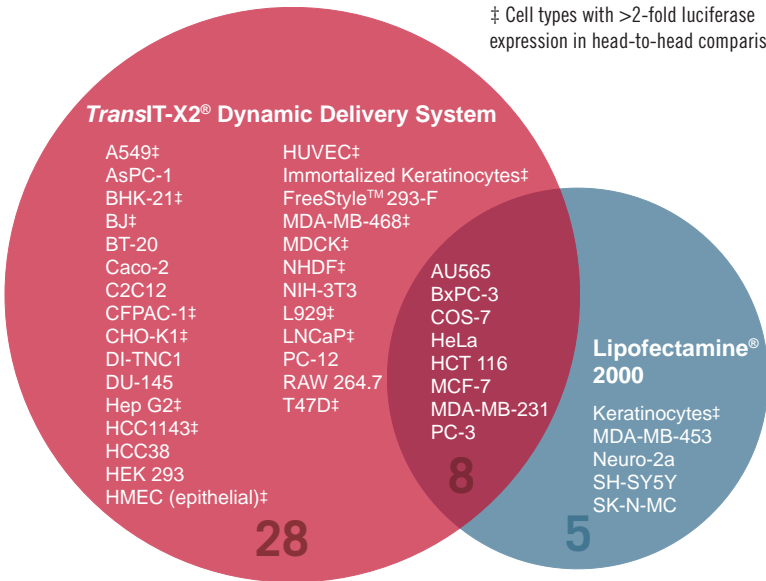 ‡ Cell types with >2-fold luciferase
expression in head-to-head comparis
TransIT-X2® Dynamic Delivery System
A549‡
AsPC-1
BHK-21‡
BJ‡
BT-20
Caco-2
C2C12
CFPAC-1‡
CHO-K1‡
DI-TNC1
DU-145
Hep G2‡
HCC1143‡
HCC38
HEK 293
HMEC (epithelial)‡
HUVEC‡
Immortalized Keratinocytes‡
FreeStyle™ 293-F
MDA-MB-468‡
MDCK‡
NHDF‡
NIH-3T3
L929‡
LNCaP‡
PC-12
RAW 264.7
T47D‡
28
AU565
BxPC-3
COS-7
HeLa
HCT 116
MCF-7
MDA-MB-231
PC-3
8
Lipofectamine®
2000
Keratinocytes‡
MDA-MB-453
Neuro-2a
SH-SY5Y
SK-N-MC
5